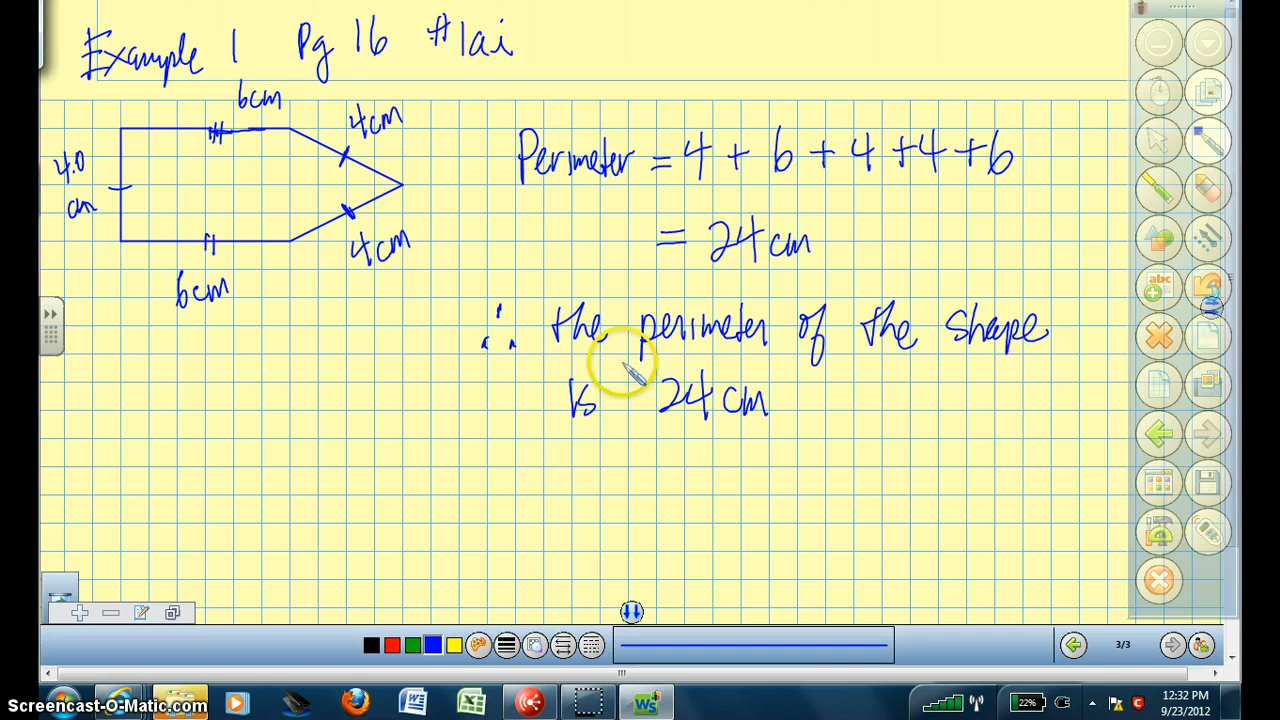 Example 1 Pg 16 #1ai
6cm
4cm
4.0
cm
4cm
6cm
Perimeter = 4 + 6 + 4 + 4 + 6
= 24 cm
∴ the perimeter of the shape
is 24 cm
abc
3/3
W
X
Ws
22%
12:32 PM
9/23/2012
Screencast-O-Matic.com